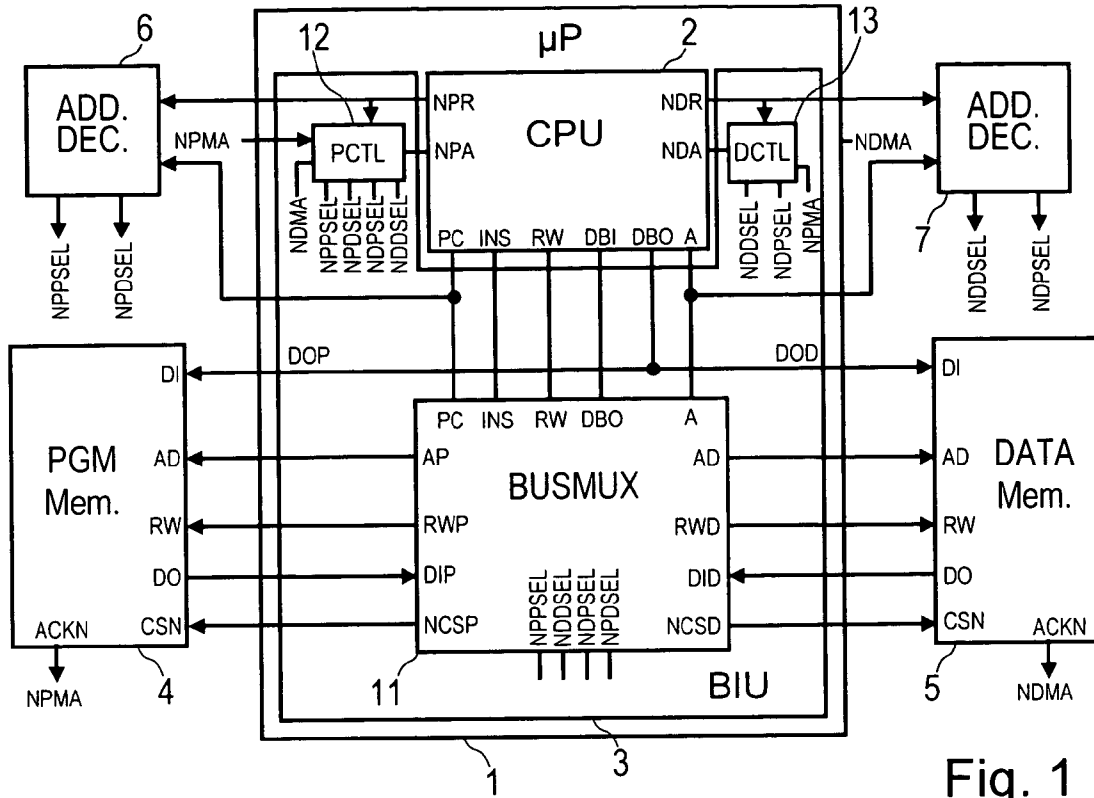 6
12
µP
2
13
ADD.
DEC.
NPMA
PCTL
NPR
NPA
CPU
NDR
NDA
DCTL
NDMA
ADD.
DEC.
7
NPPSEL
NPDSEL
NDMA
NPPSEL
NPDSEL
NDPSEL
NDDSEL
PC INS RW DBI DBO A
NDDSEL
NDPSEL
NPMA
NDDSEL
NDPSEL
DOP
DOD
DI
AD
RW
DO
CSN
ACKN
PGM
Mem.
4
NPMA
PC INS RW DBO A
AP
RWP
DIP
NCSP
BUSMUX
AD
RWD
DID
NCSD
NPPSEL
NDDSEL
NDPSEL
NPDSEL
11
BIU
DI
AD
RW
DO
CSN
ACKN
DATA
Mem.
5
NDMA
1
3
Fig. 1